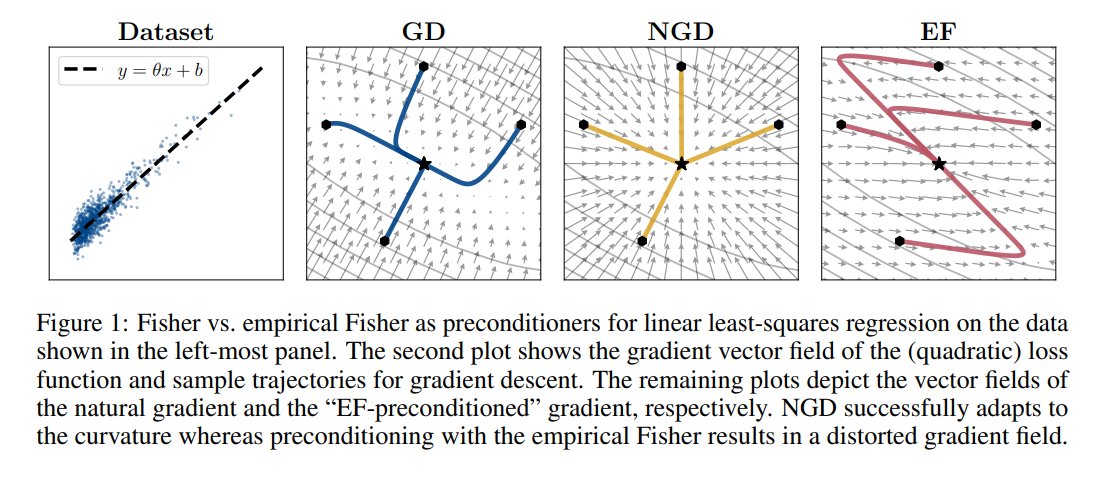 Dataset
GD
NGD
EF
y = θx + b
Figure 1: Fisher vs. empirical Fisher as preconditioners for linear least-squares regression on the data
shown in the left-most panel. The second plot shows the gradient vector field of the (quadratic) loss
function and sample trajectories for gradient descent. The remaining plots depict the vector fields of
the natural gradient and the “EF-preconditioned” gradient, respectively. NGD successfully adapts to
the curvature whereas preconditioning with the empirical Fisher results in a distorted gradient field.